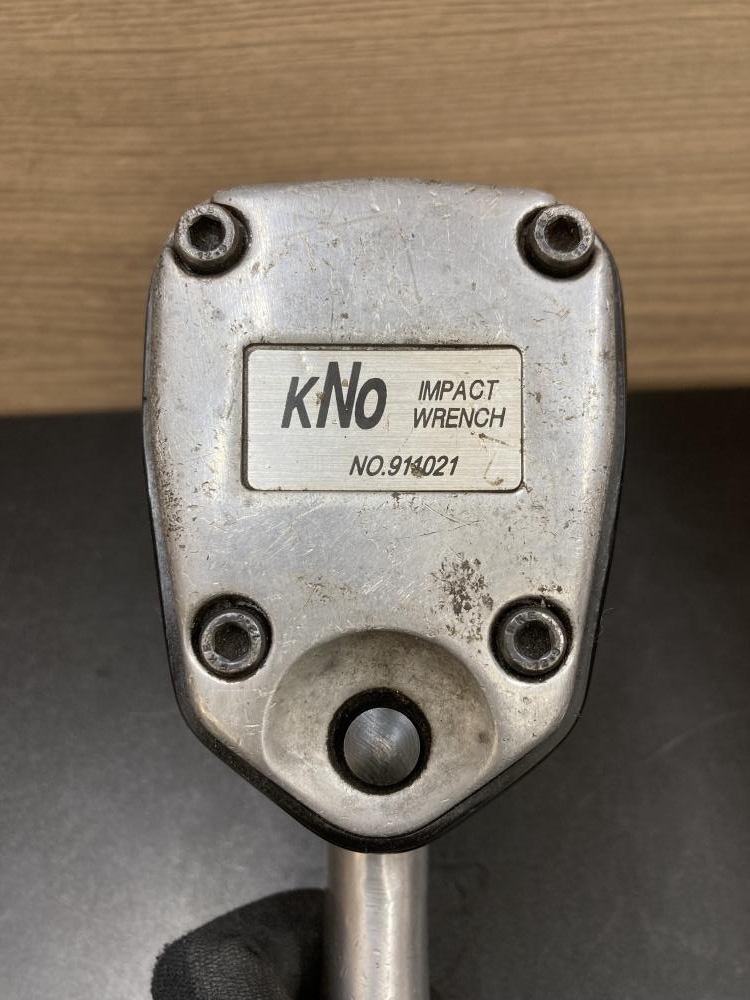 KNo
IMPACT
WRENCH
NO.911021